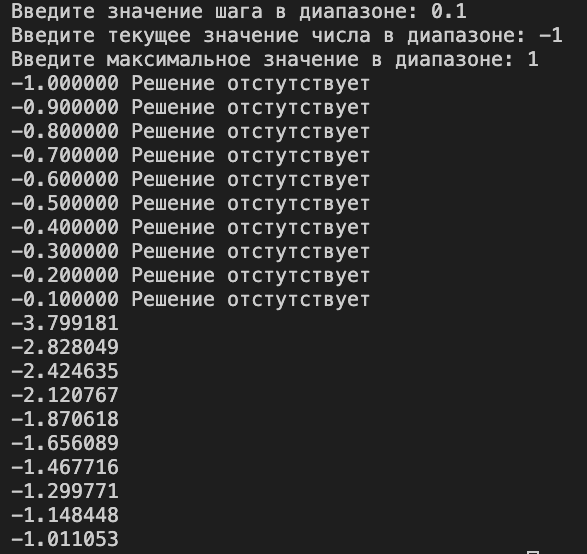 Введите значение шага в диапазоне: 0.1
Введите текущее значение числа в диапазоне: -1
Введите максимальное значение в диапазоне: 1
-1.000000 Решение отстутствует
-0.900000 Решение отстутствует
-0.800000 Решение отстутствует
-0.700000 Решение отстутствует
-0.600000 Решение отстутствует
-0.500000 Решение отстутствует
-0.400000 Решение отстутствует
-0.300000 Решение отстутствует
-0.200000 Решение отстутствует
-0.100000 Решение отстутствует
-3.799181
-2.828049
-2.424635
-2.120767
-1.870618
-1.656089
-1.467716
-1.299771
-1.148448
-1.011053